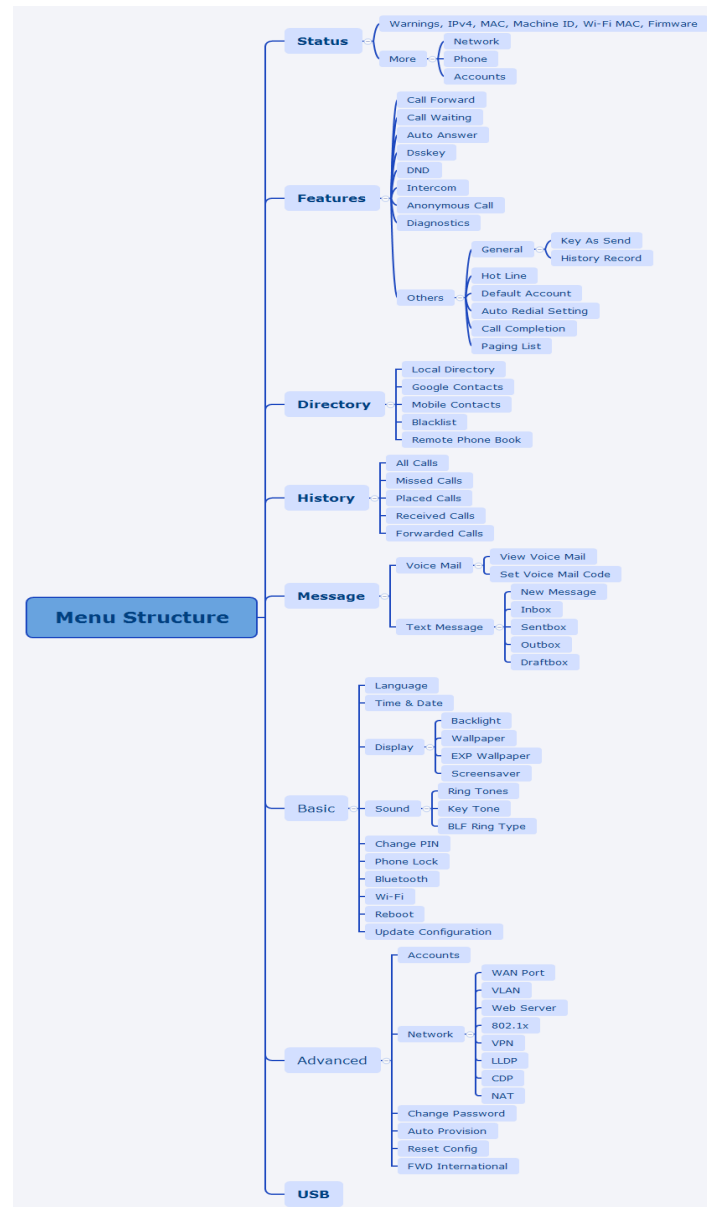 Menu Structure
Status
Warnings, IPv4, MAC, Machine ID, Wi-Fi MAC, Firmware
More
Network
Phone
Accounts
Features
Call Forward
Call Waiting
Auto Answer
Dsskey
DND
Intercom
Anonymous Call
Diagnostics
Others
General
Key As Send
History Record
Hot Line
Default Account
Auto Redial Setting
Call Completion
Paging List
Directory
Local Directory
Google Contacts
Mobile Contacts
Blacklist
Remote Phone Book
History
All Calls
Missed Calls
Placed Calls
Received Calls
Forwarded Calls
Message
Voice Mail
View Voice Mail
Set Voice Mail Code
Text Message
New Message
Inbox
Sentbox
Outbox
Draftbox
Basic
Language
Time & Date
Display
Backlight
Wallpaper
EXP Wallpaper
Screensaver
Sound
Ring Tones
Key Tone
BLF Ring Type
Change PIN
Phone Lock
Bluetooth
Wi-Fi
Reboot
Update Configuration
Advanced
Accounts
Network
WAN Port
VLAN
Web Server
802.1x
VPN
LLDP
CDP
NAT
Change Password
Auto Provision
Reset Config
FWD International
USB